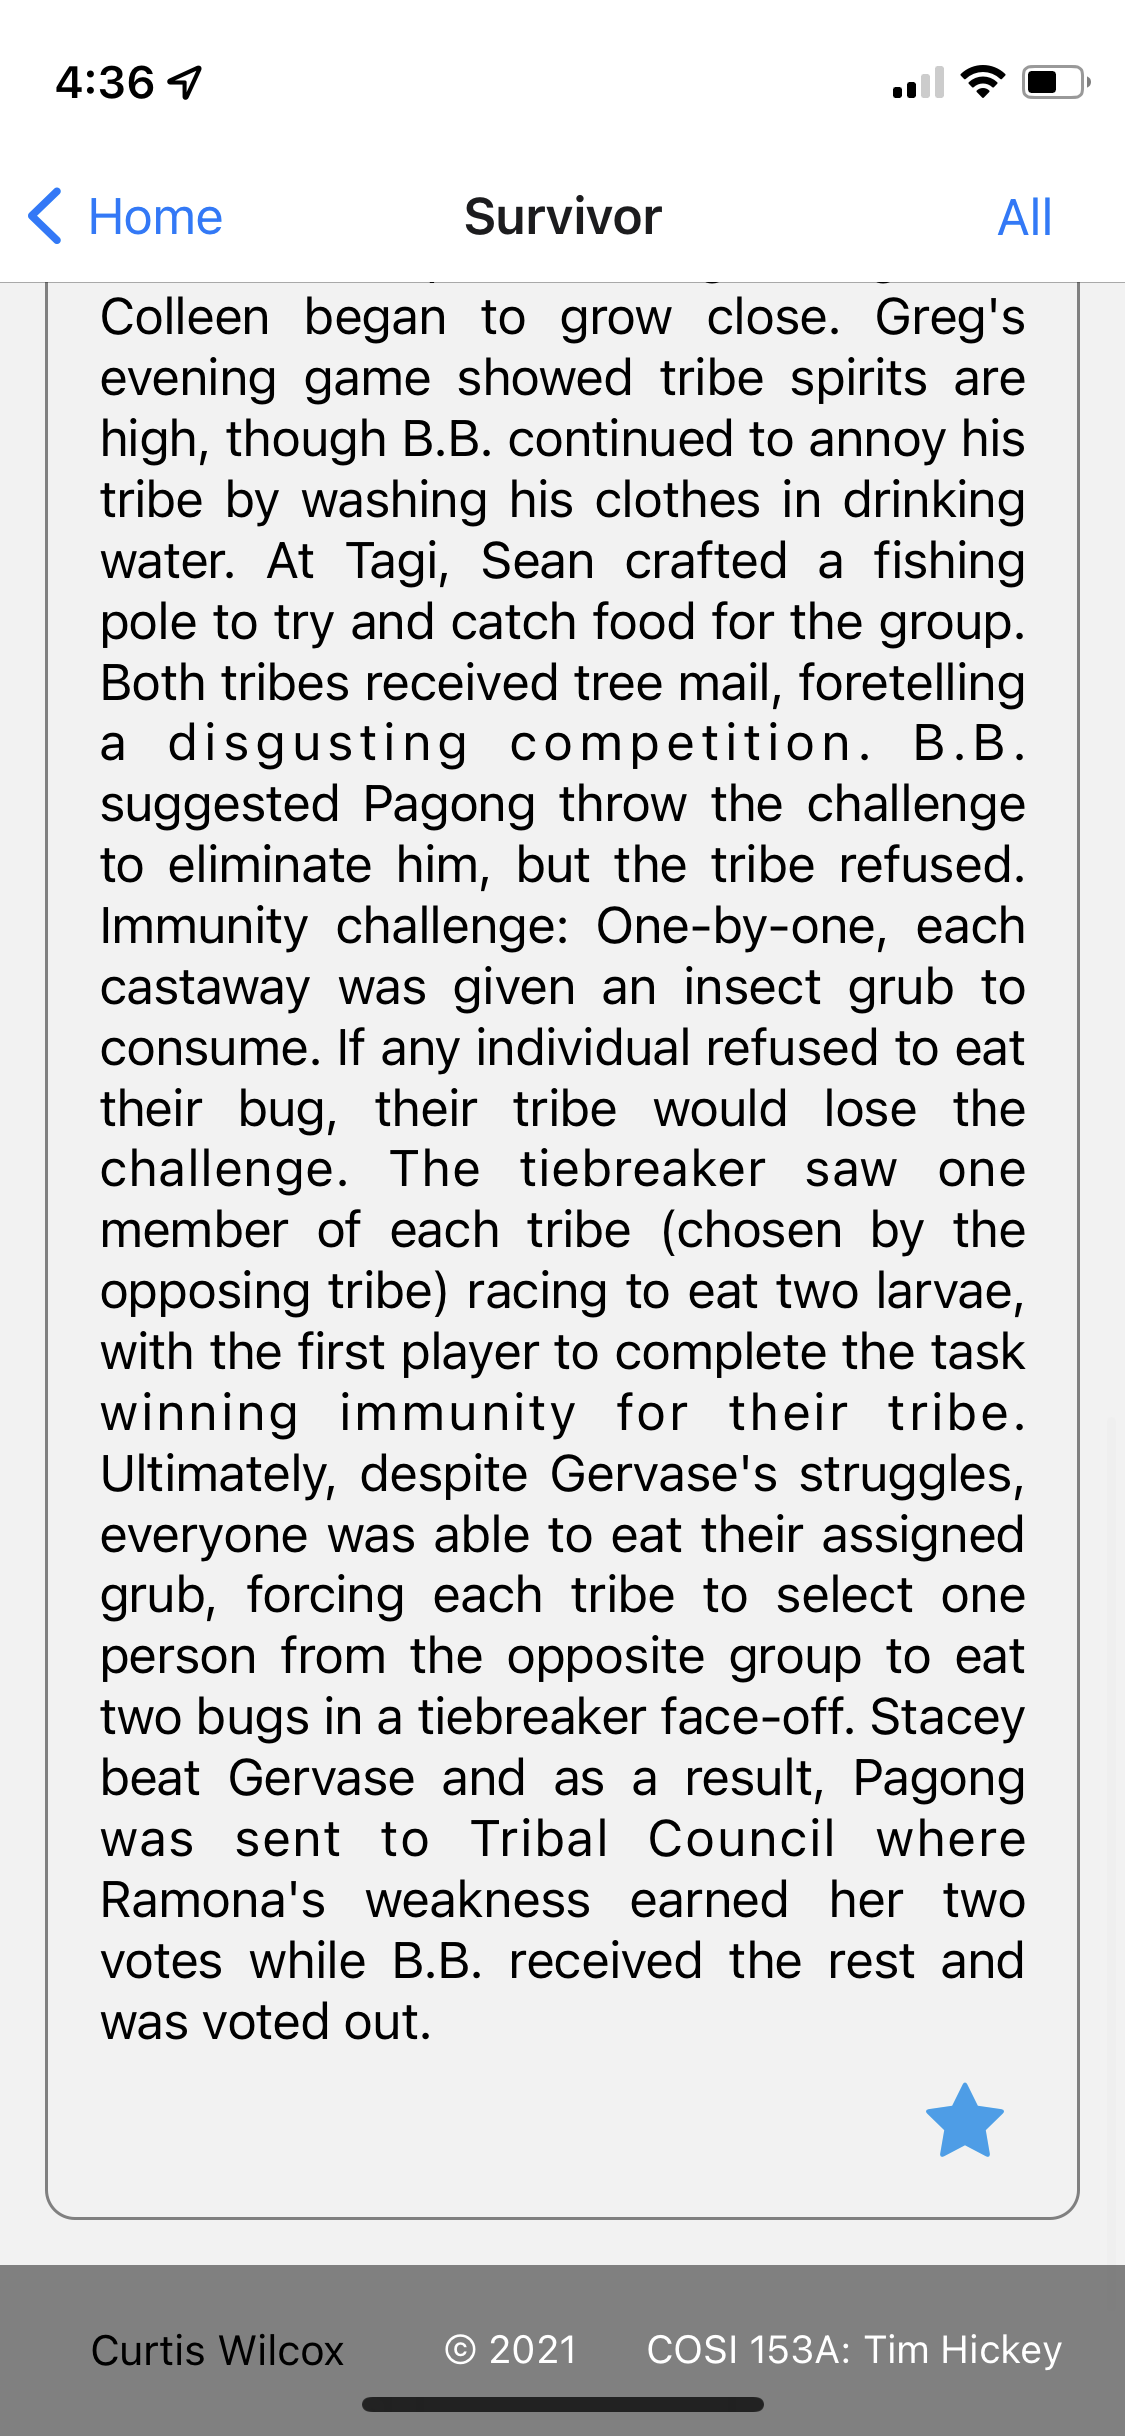 4:36
Home
Survivor
All
Colleen began to grow close. Greg's
evening game showed tribe spirits are
high, though B.B. continued to annoy his
tribe by washing his clothes in drinking
water. At Tagi, Sean crafted a fishing
pole to try and catch food for the group.
Both tribes received tree mail, foretelling
a disgusting competition. B.B.
suggested Pagong throw the challenge
to eliminate him, but the tribe refused.
Immunity challenge: One-by-one, each
castaway was given an insect grub to
consume. If any individual refused to eat
their bug, their tribe would lose the
challenge. The tiebreaker saw one
member of each tribe (chosen by the
opposing tribe) racing to eat two larvae,
with the first player to complete the task
winning immunity for their tribe.
Ultimately, despite Gervase's struggles,
everyone was able to eat their assigned
grub, forcing each tribe to select one
person from the opposite group to eat
two bugs in a tiebreaker face-off. Stacey
beat Gervase and as a result, Pagong
was sent to Tribal Council where
Ramona's weakness earned her two
votes while B.B. received the rest and
was voted out.
Curtis Wilcox
© 2021
COSI 153A: Tim Hickey